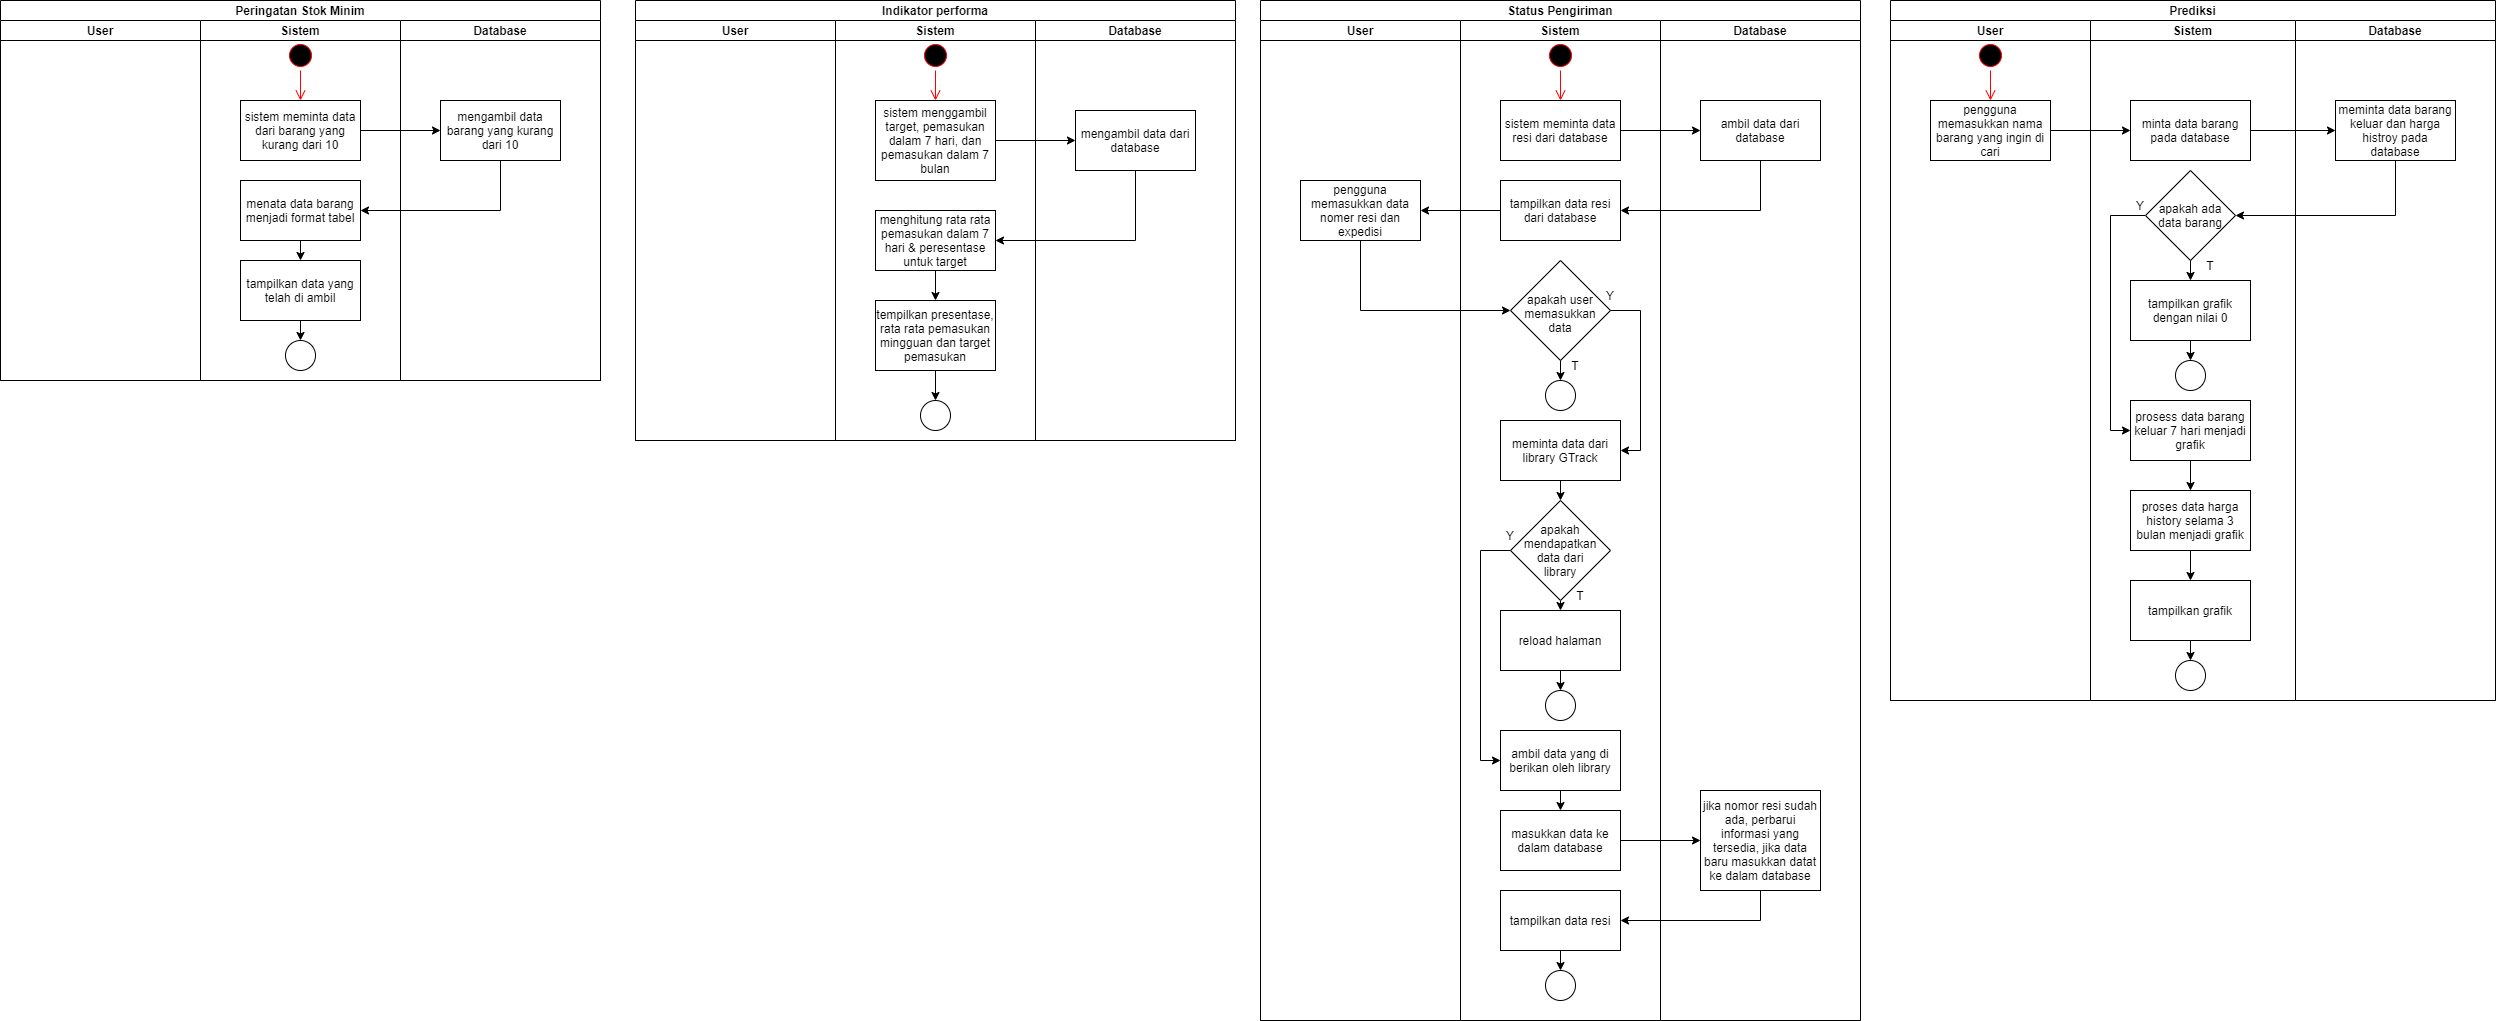 Peringatan Stok Minim
User
Sistem
Database
sistem meminta data
dari barang yang
kurang dari 10
mengambil data
barang yang kurang
dari 10
menata data barang
menjadi format tabel
tampilkan data yang
telah di ambil
Indikator performa
User
Sistem
Database
sistem menggambil
target, pemasukan
dalam 7 hari, dan
pemasukan dalam 7
bulan
mengambil data dari
database
menghitung rata rata
pemasukan dalam 7
hari & peresentase
untuk target
tempilkan presentase,
rata rata pemasukan
mingguan dan target
pemasukan
Status Pengiriman
User
Sistem
Database
sistem meminta data
resi dari database
ambil data dari
database
tampilkan data resi
dari database
pengguna
memasukkan data
nomer resi dan
expedisi
apakah user
memasukkan
data
Y
T
meminta data dari
library GTrack
apakah
mendapatkan
data dari
library
Y
T
reload halaman
ambil data yang di
berikan oleh library
masukkan data ke
dalam database
jika nomor resi sudah
ada, perbarui
informasi yang
tersedia, jika data
baru masukkan datat
ke dalam database
tampilkan data resi
Prediksi
User
Sistem
Database
pengguna
memasukkan nama
barang yang ingin di
cari
minta data barang
pada database
meminta data barang
keluar dan harga
histroy pada
database
apakah ada
data barang
Y
T
tampilkan grafik
dengan nilai 0
prosess data barang
keluar 7 hari menjadi
grafik
proses data harga
history selama 3
bulan menjadi grafik
tampilkan grafik